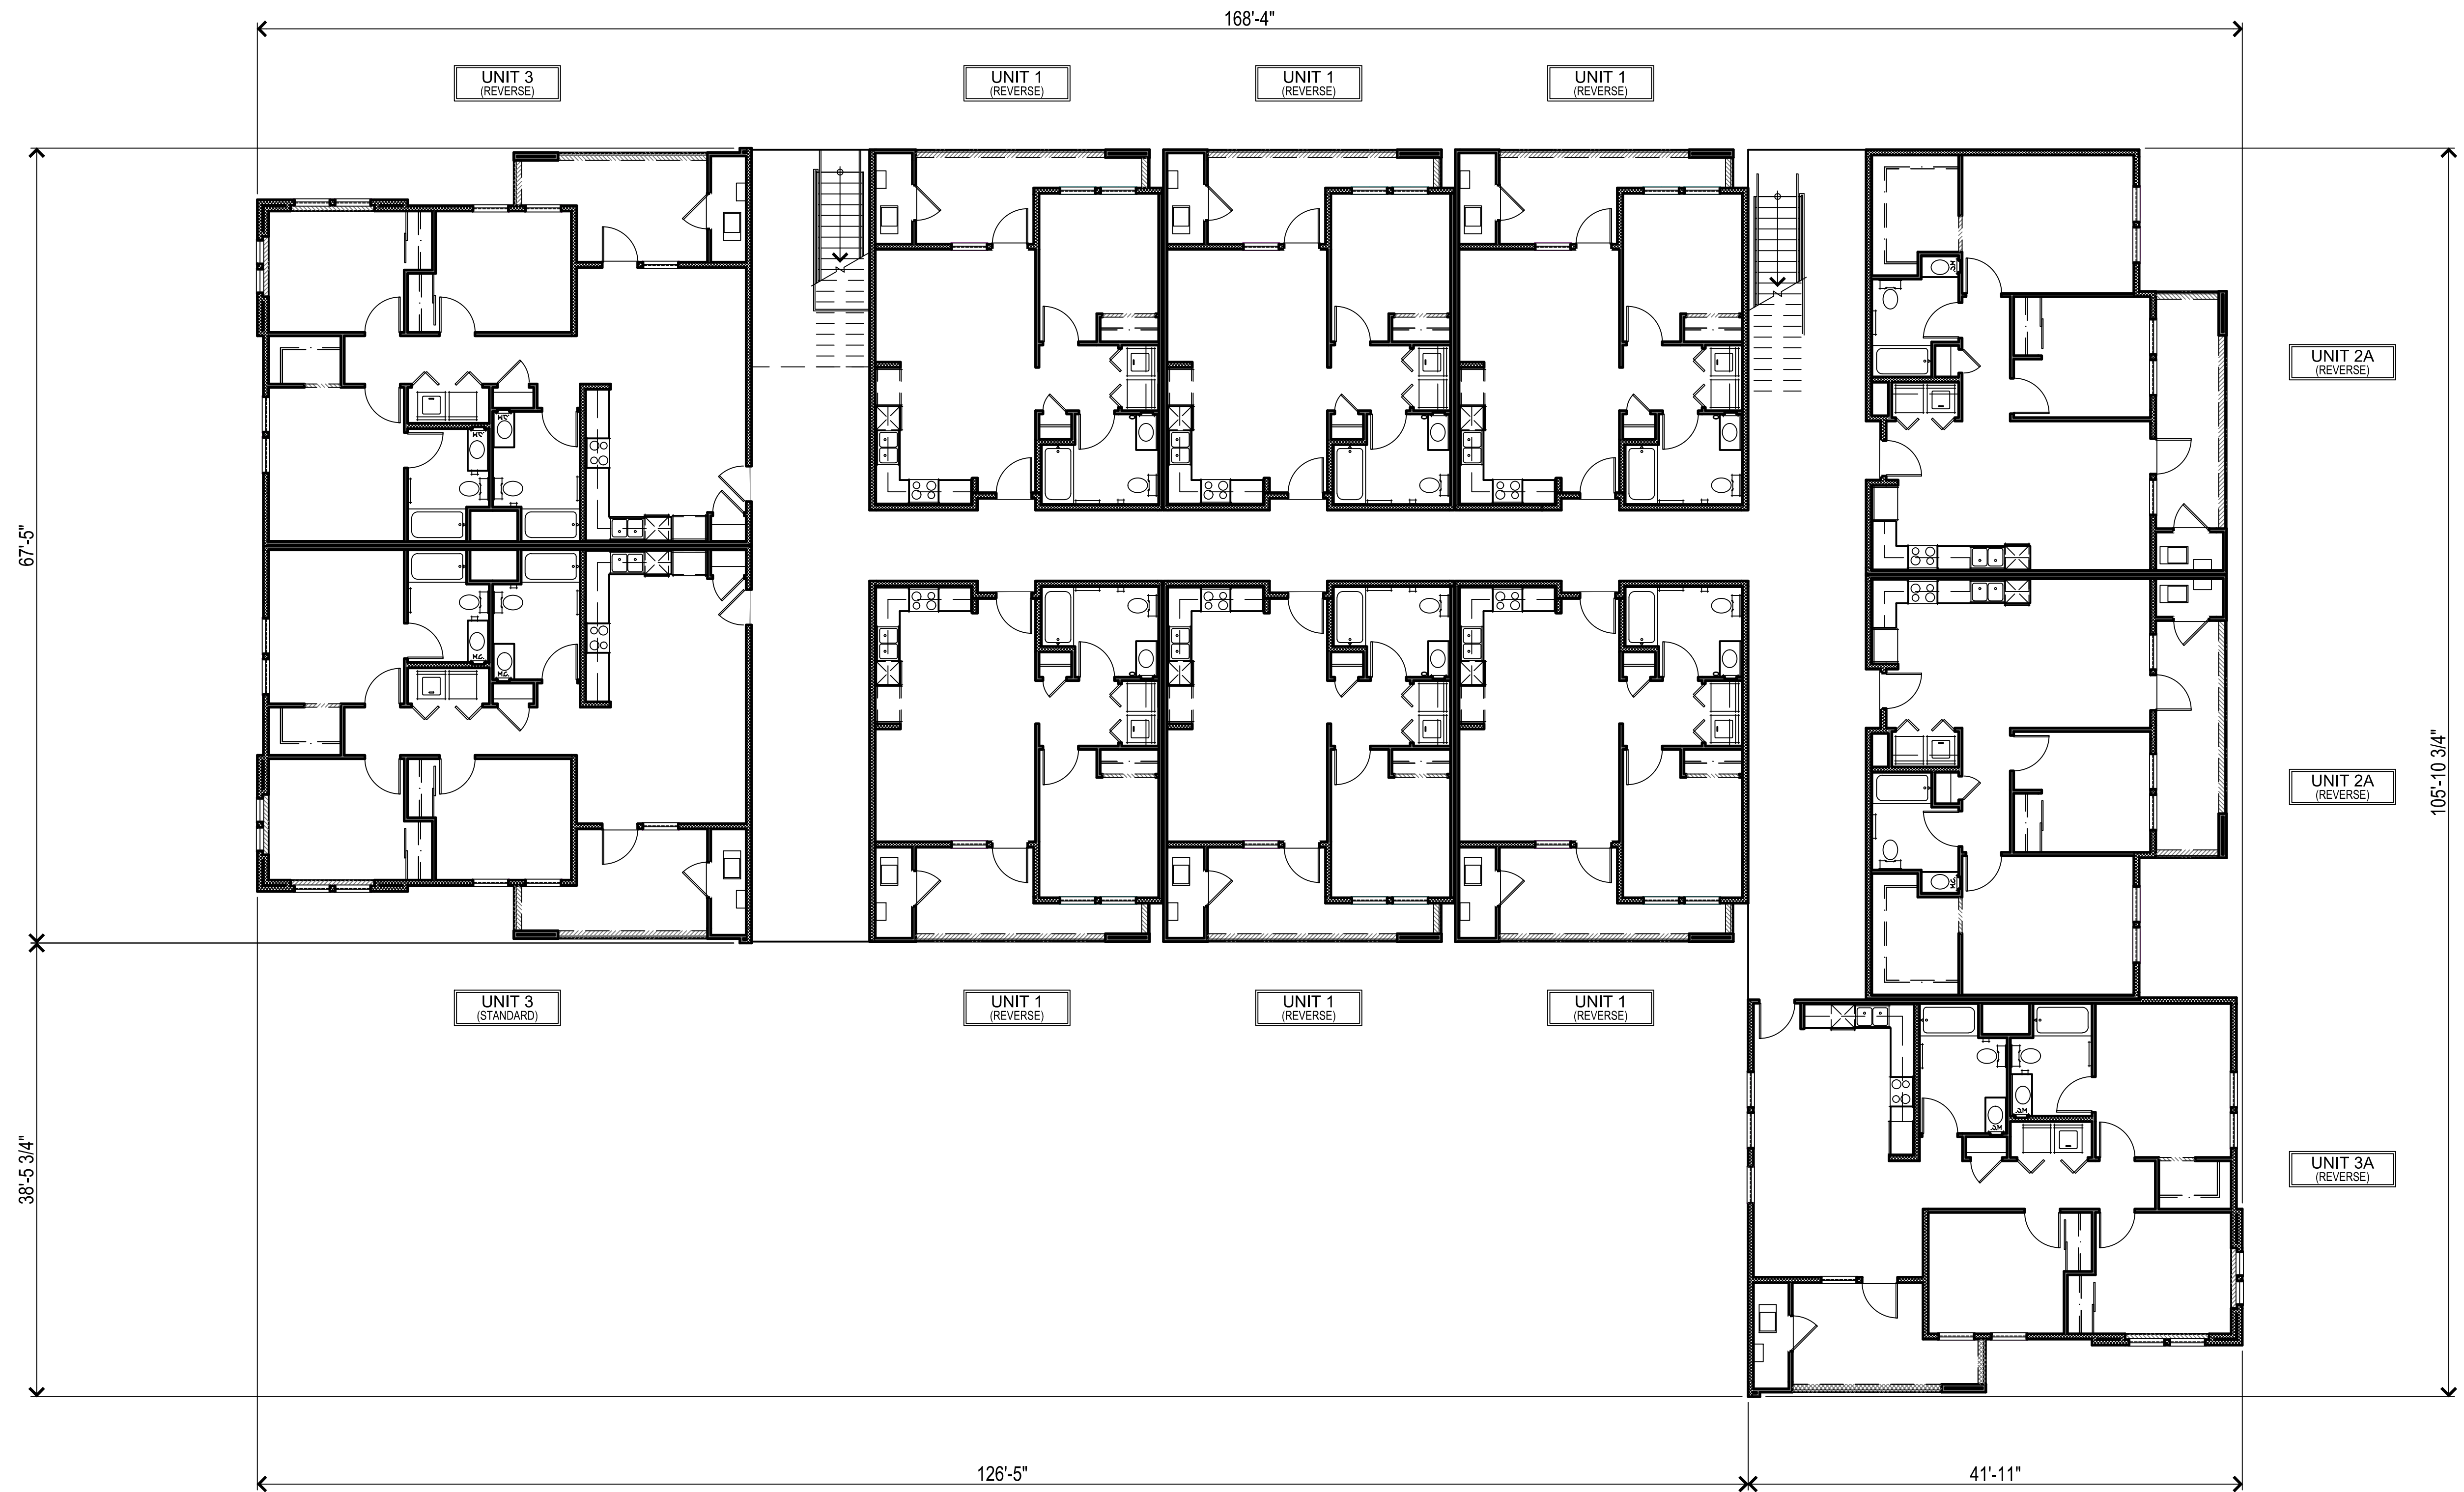 168'-4"
UNIT 3
(REVERSE)
UNIT 1
(REVERSE)
UNIT 1
(REVERSE)
UNIT 1
(REVERSE)
UNIT 2A
(REVERSE)
67'-5"
UNIT 2A
(REVERSE)
105'-10 3/4"
UNIT 3
(STANDARD)
UNIT 1
(REVERSE)
UNIT 1
(REVERSE)
UNIT 1
(REVERSE)
38'-5 3/4"
UNIT 3A
(REVERSE)
126'-5"
41'-11"